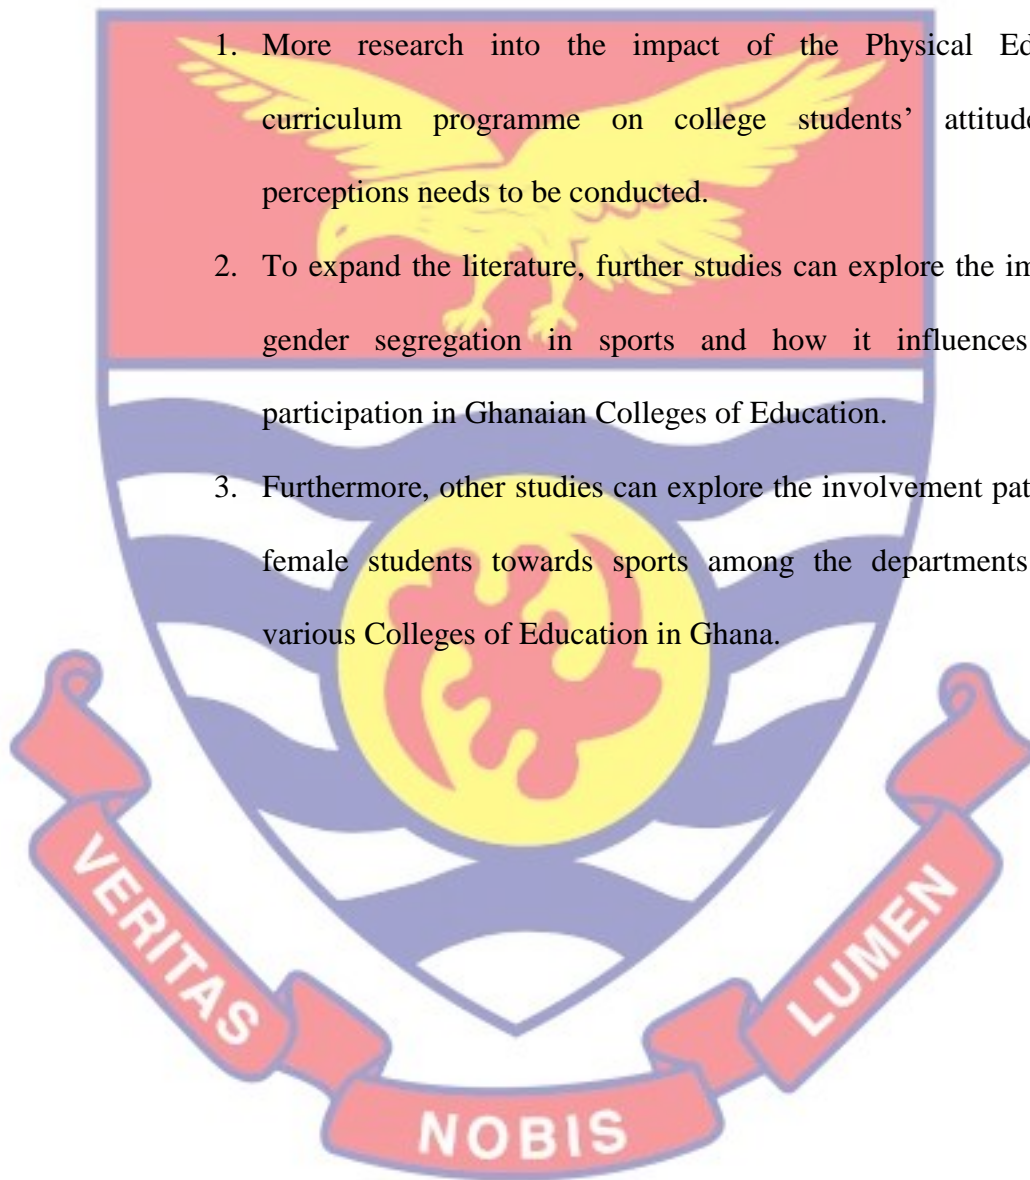 1. More research into the impact of the Physical Ed
curriculum programme on college students’ attitud
perceptions needs to be conducted.
2. To expand the literature, further studies can explore the im
gender segregation in sports and how it influences
participation in Ghanaian Colleges of Education.
3. Furthermore, other studies can explore the involvement pat
female students towards sports among the departments
various Colleges of Education in Ghana.
VERITAS
NOBIS
LUMEN